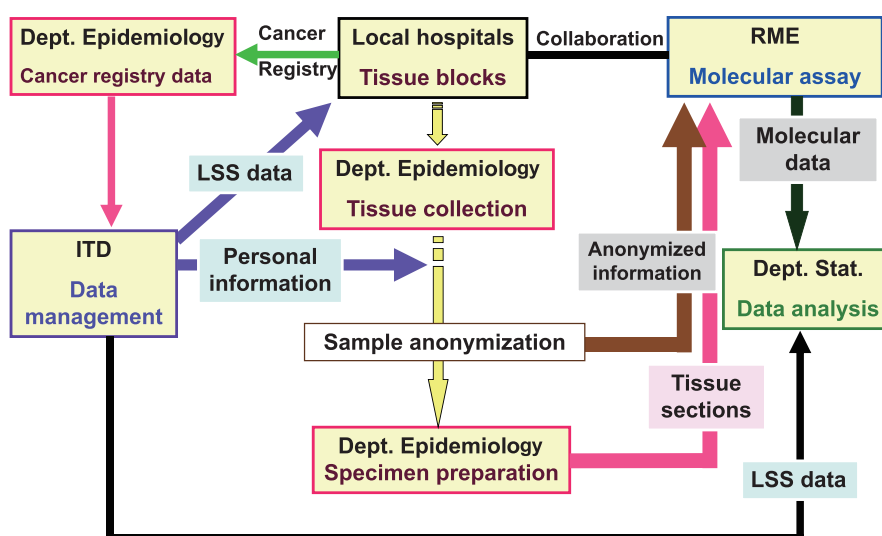 Dept. Epidemiology
Cancer registry data
Cancer
Registry
Local hospitals
Tissue blocks
Collaboration
RME
Molecular assay
Molecular
data
LSS data
Dept. Epidemiology
Tissue collection
ITD
Data
management
Personal
information
Anonymized
information
Dept. Stat.
Data analysis
Sample anonymization
Tissue
sections
Dept. Epidemiology
Specimen preparation
LSS data